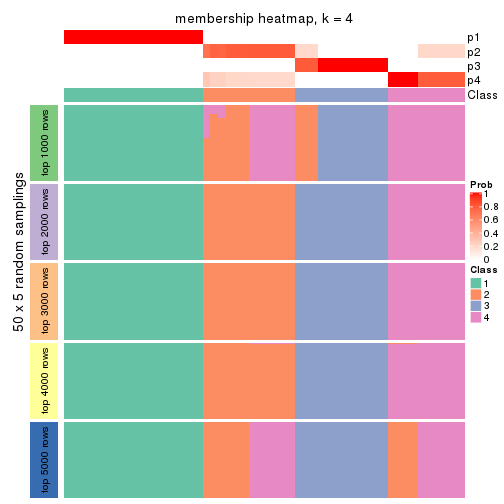 membership heatmap, k = 4
p1
p2
p3
p4
Class
50 x 5 random samplings
top 1000 rows
top 2000 rows
top 3000 rows
top 4000 rows
top 5000 rows
Prob
1
0.8
0.6
0.4
0.2
0
Class
1
2
3
4